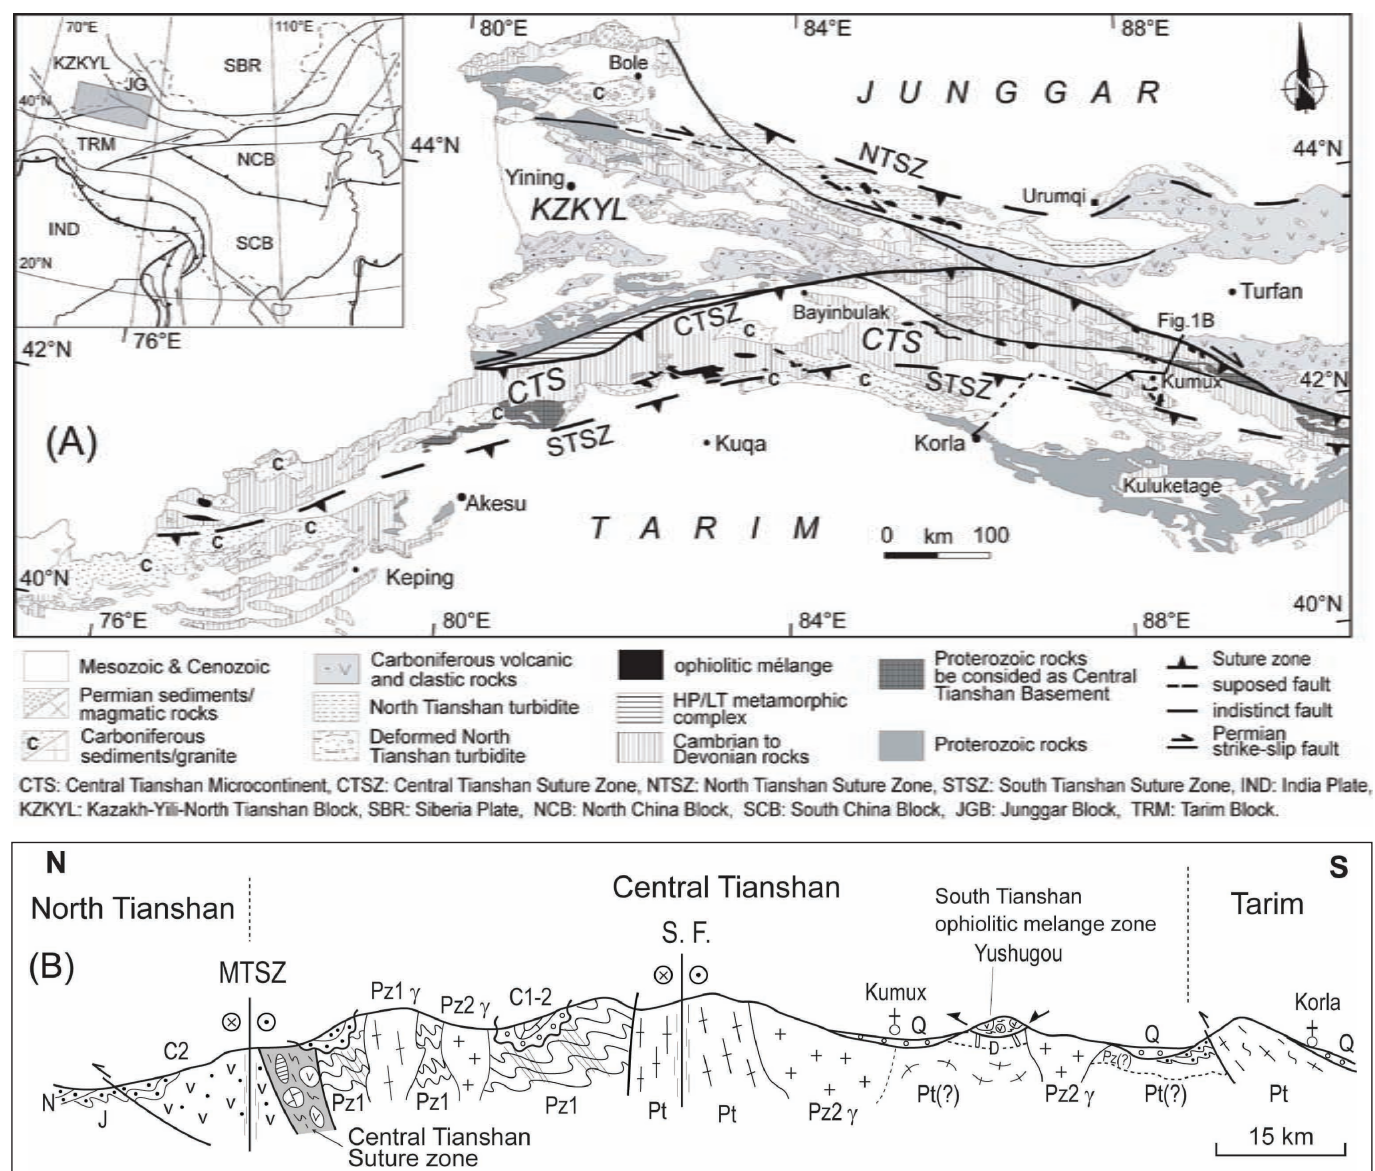 70°E
110°E
KZKYL
JG
SBR
40°N
TRM
NCB
IND
SCB
20°N
76°E
80°E
84°E
88°E
Bole
C
JUNGGAR
44°N
NTSZ
44°N
Yining
KZKYL
Urumqi
Turfan
Bayinbulak
Fig.1B
CTSZ
C
CTS
42°N
CTS
C
C
STSZ
Kumux
42°N
C
STSZ
Kuqa
Korla
(A)
C
Kuluketage
Akesu
TARIM
0 km 100
C
C
C
40°N
Keping
40°N
76°E
80°E
84°E
88°E
Mesozoic & Cenozoic
Permian sediments/
magmatic rocks
C
Carboniferous
sediments/granite
v
Carboniferous volcanic
and clastic rocks
North Tianshan turbidite
Deformed North
Tianshan turbidite
ophiolitic mélange
HP/LT metamorphic
complex
Cambrian to
Devonian rocks
Proterozoic rocks
be consided as Central
Tianshan Basement
Proterozoic rocks
Suture zone
suposed fault
indistinct fault
Permian
strike-slip fault
CTS: Central Tianshan Microcontinent, CTSZ: Central Tianshan Suture Zone, NTSZ: North Tianshan Suture Zone, STSZ: South Tianshan Suture Zone, IND: India Plate,
KZKYL: Kazakh-Yili-North Tianshan Block, SBR: Siberia Plate, NCB: North China Block, SCB: South China Block, JGB: Junggar Block, TRM: Tarim Block.
N
S
North Tianshan
Central Tianshan
Tarim
South Tianshan
ophiolitic melange zone
Yushugou
(B)
MTSZ
S. F.
Pz1 γ
Pz2 γ
C1-2
Kumux
Q
Korla
Q
Q
C2
D
Pz(?)
N
J
Pz1
Pz1
Pz1
Pt
Pt
Pz2 γ
Pt(?)
Pz2 γ
Pt(?)
Pt
Central Tianshan
Suture zone
15 km